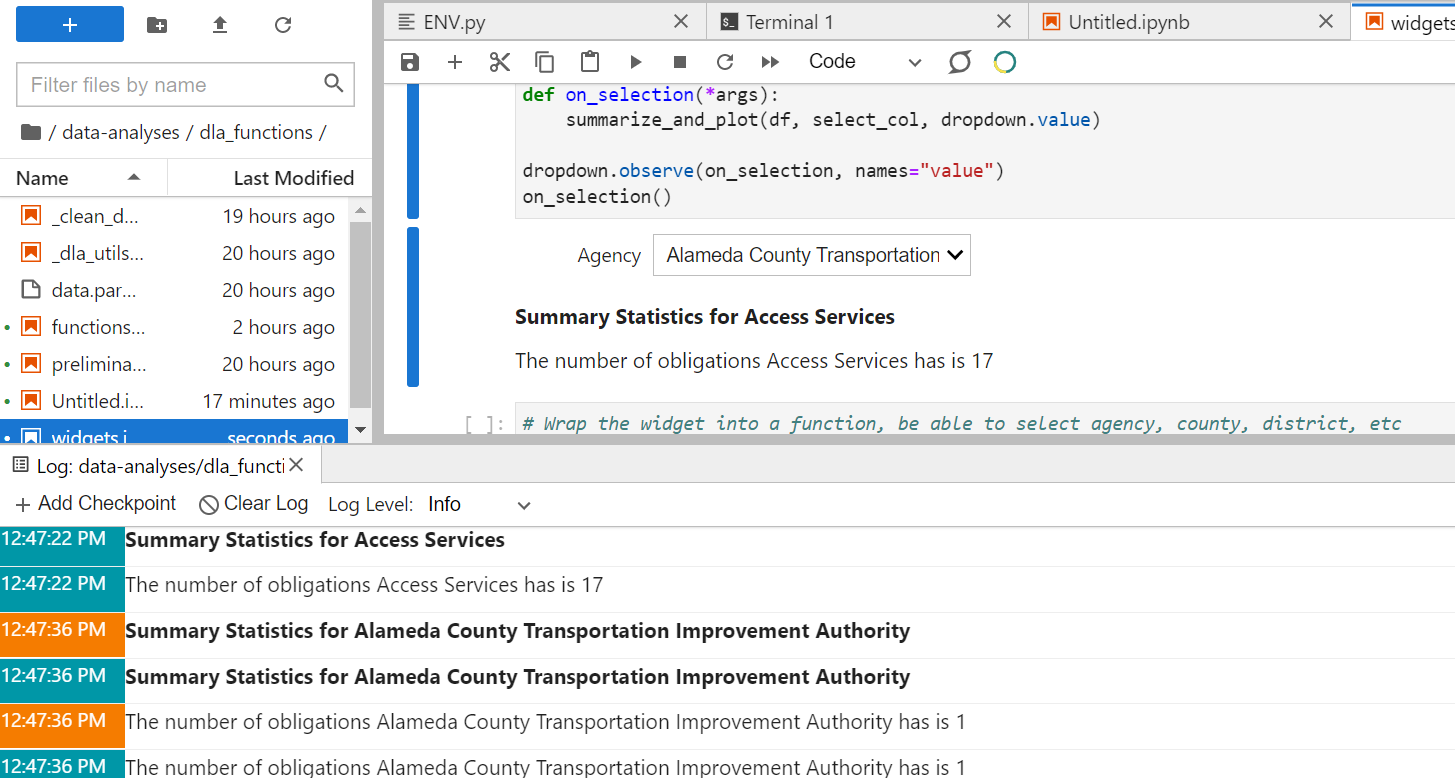 +
Filter files by name
/ data-analyses / dla_functions /
Name Last Modified
_clean_d... 19 hours ago
_dla_utils... 20 hours ago
data.par... 20 hours ago
functions... 2 hours ago
prelimina... 20 hours ago
Untitled.i... 17 minutes ago
widgets.i seconds ago
ENV.py
Terminal 1
Untitled.ipynb
widgets
Code
def on_selection(*args):
summarize_and_plot(df, select_col, dropdown.value)
dropdown.observe(on_selection, names="value")
on_selection()
Agency Alameda County Transportation
Summary Statistics for Access Services
The number of obligations Access Services has is 17
[ ]: # Wrap the widget into a function, be able to select agency, county, district, etc
Log: data-analyses/dla_functi
+ Add Checkpoint Clear Log Log Level: Info
12:47:22 PM Summary Statistics for Access Services
12:47:22 PM The number of obligations Access Services has is 17
12:47:36 PM Summary Statistics for Alameda County Transportation Improvement Authority
12:47:36 PM Summary Statistics for Alameda County Transportation Improvement Authority
12:47:36 PM The number of obligations Alameda County Transportation Improvement Authority has is 1
12:47:36 PM The number of obligations Alameda County Transportation Improvement Authority has is 1